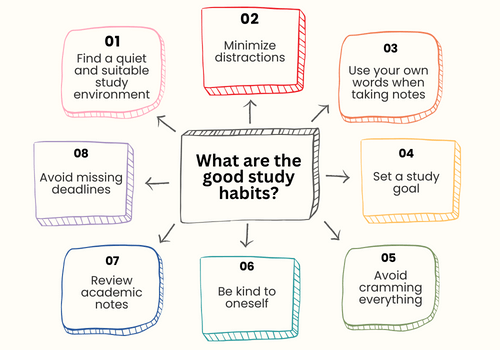 01
Find a quiet
and suitable
study
environment
02
Minimize
distractions
03
Use your own
words when
taking notes
What are the
good study
habits?
08
Avoid missing
deadlines
04
Set a study
goal
07
Review
academic
notes
06
Be kind to
oneself
05
Avoid
cramming
everything